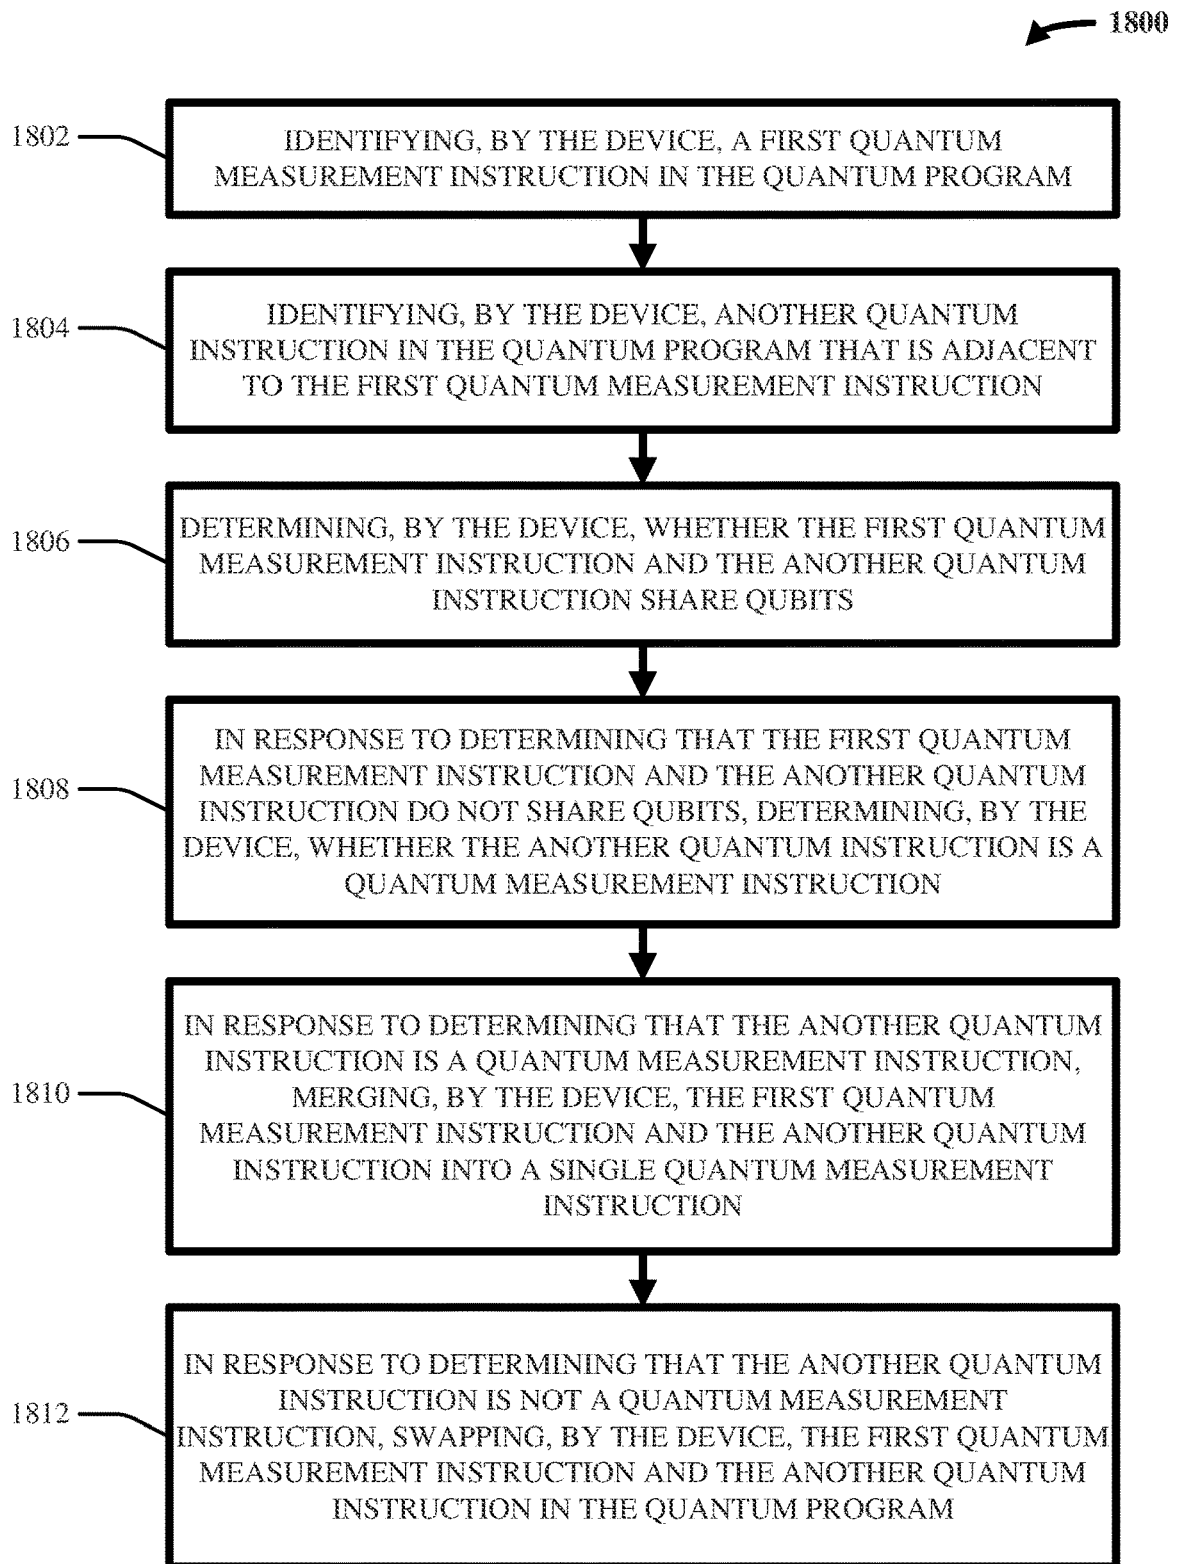 1800
1802
IDENTIFYING, BY THE DEVICE, A FIRST QUANTUM
MEASUREMENT INSTRUCTION IN THE QUANTUM PROGRAM
1804
IDENTIFYING, BY THE DEVICE, ANOTHER QUANTUM
INSTRUCTION IN THE QUANTUM PROGRAM THAT IS ADJACENT
TO THE FIRST QUANTUM MEASUREMENT INSTRUCTION
1806
DETERMINING, BY THE DEVICE, WHETHER THE FIRST QUANTUM
MEASUREMENT INSTRUCTION AND THE ANOTHER QUANTUM
INSTRUCTION SHARE QUBITS
1808
IN RESPONSE TO DETERMINING THAT THE FIRST QUANTUM
MEASUREMENT INSTRUCTION AND THE ANOTHER QUANTUM
INSTRUCTION DO NOT SHARE QUBITS, DETERMINING, BY THE
DEVICE, WHETHER THE ANOTHER QUANTUM INSTRUCTION IS A
QUANTUM MEASUREMENT INSTRUCTION
1810
IN RESPONSE TO DETERMINING THAT THE ANOTHER QUANTUM
INSTRUCTION IS A QUANTUM MEASUREMENT INSTRUCTION,
MERGING, BY THE DEVICE, THE FIRST QUANTUM
MEASUREMENT INSTRUCTION AND THE ANOTHER QUANTUM
INSTRUCTION INTO A SINGLE QUANTUM MEASUREMENT
INSTRUCTION
1812
IN RESPONSE TO DETERMINING THAT THE ANOTHER QUANTUM
INSTRUCTION IS NOT A QUANTUM MEASUREMENT
INSTRUCTION, SWAPPING, BY THE DEVICE, THE FIRST QUANTUM
MEASUREMENT INSTRUCTION AND THE ANOTHER QUANTUM
INSTRUCTION IN THE QUANTUM PROGRAM